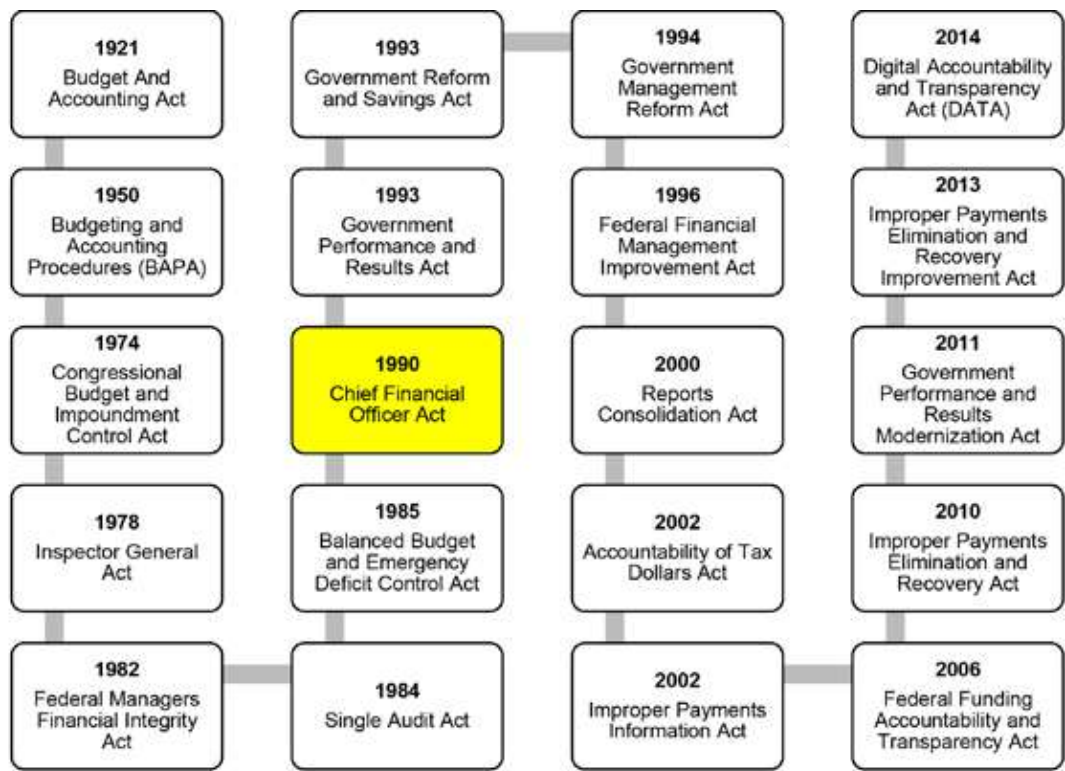 1921
Budget And
Accounting Act
1950
Budgeting and
Accounting
Procedures (BAPA)
1974
Congressional
Budget and
Impoundment
Control Act
1978
Inspector General
Act
1982
Federal Managers
Financial Integrity
Act
1984
Single Audit Act
1985
Balanced Budget
and Emergency
Deficit Control Act
1990
Chief Financial
Officer Act
1993
Government
Performance and
Results Act
1993
Government Reform
and Savings Act
1994
Government
Management
Reform Act
1996
Federal Financial
Management
Improvement Act
2000
Reports
Consolidation Act
2002
Accountability of Tax
Dollars Act
2002
Improper Payments
Information Act
2006
Federal Funding
Accountability and
Transparency Act
2010
Improper Payments
Elimination and
Recovery Act
2011
Government
Performance and
Results
Modernization Act
2013
Improper Payments
Elimination and
Recovery
Improvement Act
2014
Digital Accountability
and Transparency
Act (DATA)